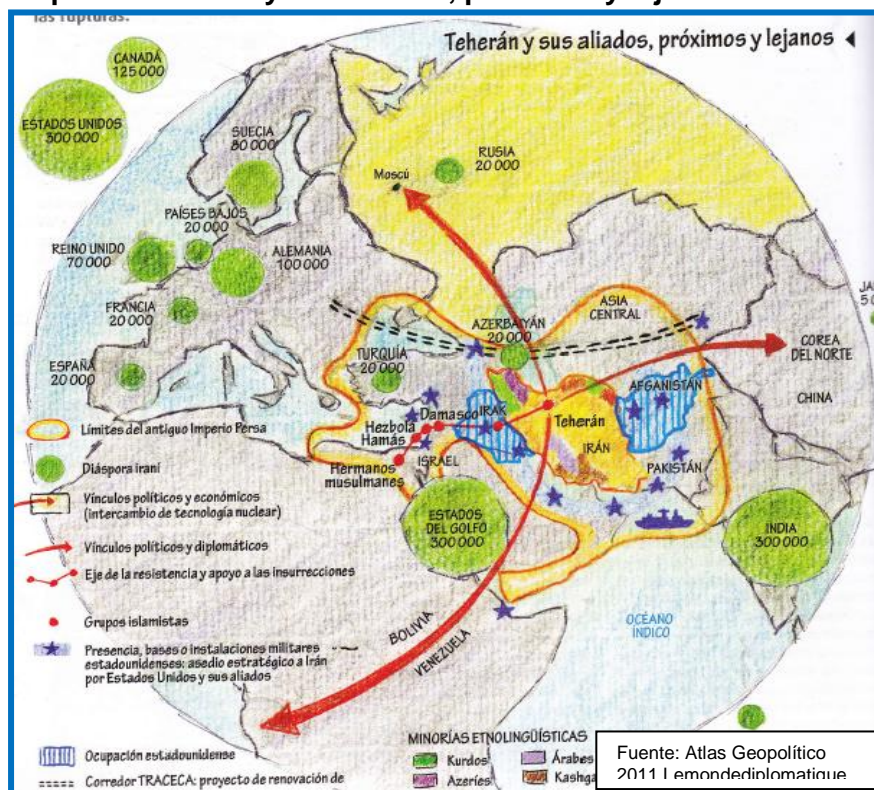 las rupturas.
Teherán y sus aliados, próximos y lejanos
CANADÁ
125 000
ESTADOS UNIDOS
300 000
SUECIA
80 000
RUSIA
20 000
Moscú
PAÍSES BAJOS
20 000
REINO UNIDO
70 000
ALEMANIA
100 000
FRANCIA
20 000
ESPAÑA
20 000
ASIA
CENTRAL
AZERBAIYÁN
20 000
TURQUÍA
20 000
COREA
DEL NORTE
CHINA
AFGANISTÁN
Damasco
IRAK
Teherán
Hezbolá
Hamás
IRÁN
ISRAEL
PAKISTÁN
Hermanos
musulmanes
ESTADOS
DEL GOLFO
300 000
INDIA
300 000
OCÉANO
ÍNDICO
BOLIVIA
VENEZUELA
Límites del antiguo Imperio Persa
Diáspora iraní
Vínculos políticos y económicos
(intercambio de tecnología nuclear)
Vínculos políticos y diplomáticos
Eje de la resistencia y apoyo a las insurrecciones
Grupos islamistas
Presencia, bases o instalaciones militares
estadounidenses: asedio estratégico a Irán
por Estados Unidos y sus aliados
Ocupación estadounidense
Corredor TRACECA: proyecto de renovación de
MINORÍAS ETNOLINGÜÍSTICAS
Kurdos
Árabes
Azeríes
Kashga
Fuente: Atlas Geopolítico
2011 Lemondediplomatique